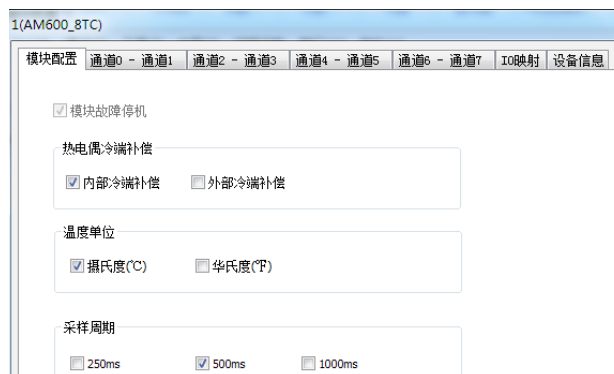 1(AM600_8TC)
模块配置 通道0 - 通道1 通道2 - 通道3 通道4 - 通道5 通道6 - 通道7 IO映射 设备信息
模块故障停机
热电偶冷端补偿
内部冷端补偿 外部冷端补偿
温度单位
摄氏度(℃) 华氏度(℉)
采样周期
250ms 500ms 1000ms